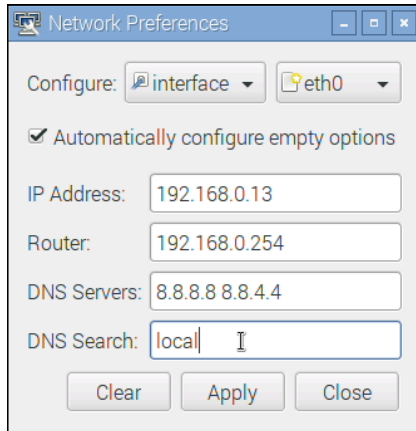 Network Preferences
Configure: interface eth0
Automatically configure empty options
IP Address: 192.168.0.13
Router: 192.168.0.254
DNS Servers: 8.8.8.8 8.8.4.4
DNS Search: local
Clear Apply Close